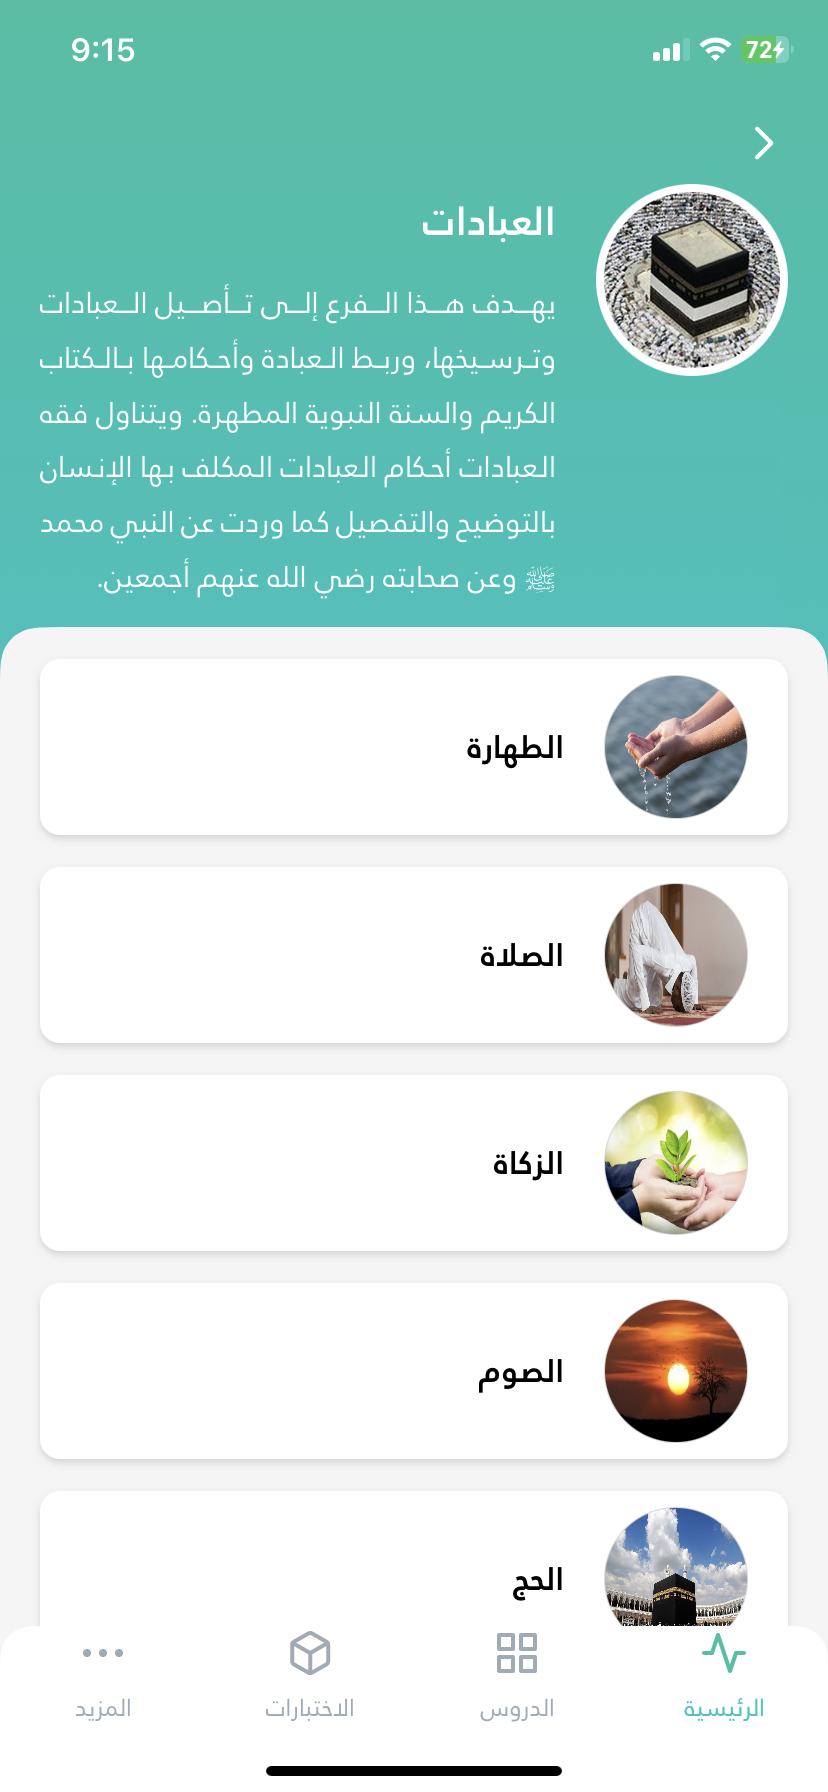 9:15
72
العبادات
يهدف هذا الفرع إلى تأصيل العبادات
وترسيخها، وربط العبادة وأحكامها بالكتاب
الكريم والسنة النبوية المطهرة. ويتناول فقه
العبادات أحكام العبادات المكلف بها الإنسان
بالتوضيح والتفصيل كما وردت عن النبي محمد
ﷺ وعن صحابته رضي الله عنهم أجمعين.
الطهارة
الصلاة
الزكاة
الصوم
الحج
الرئيسية
الدروس
الاختبارات
المزيد